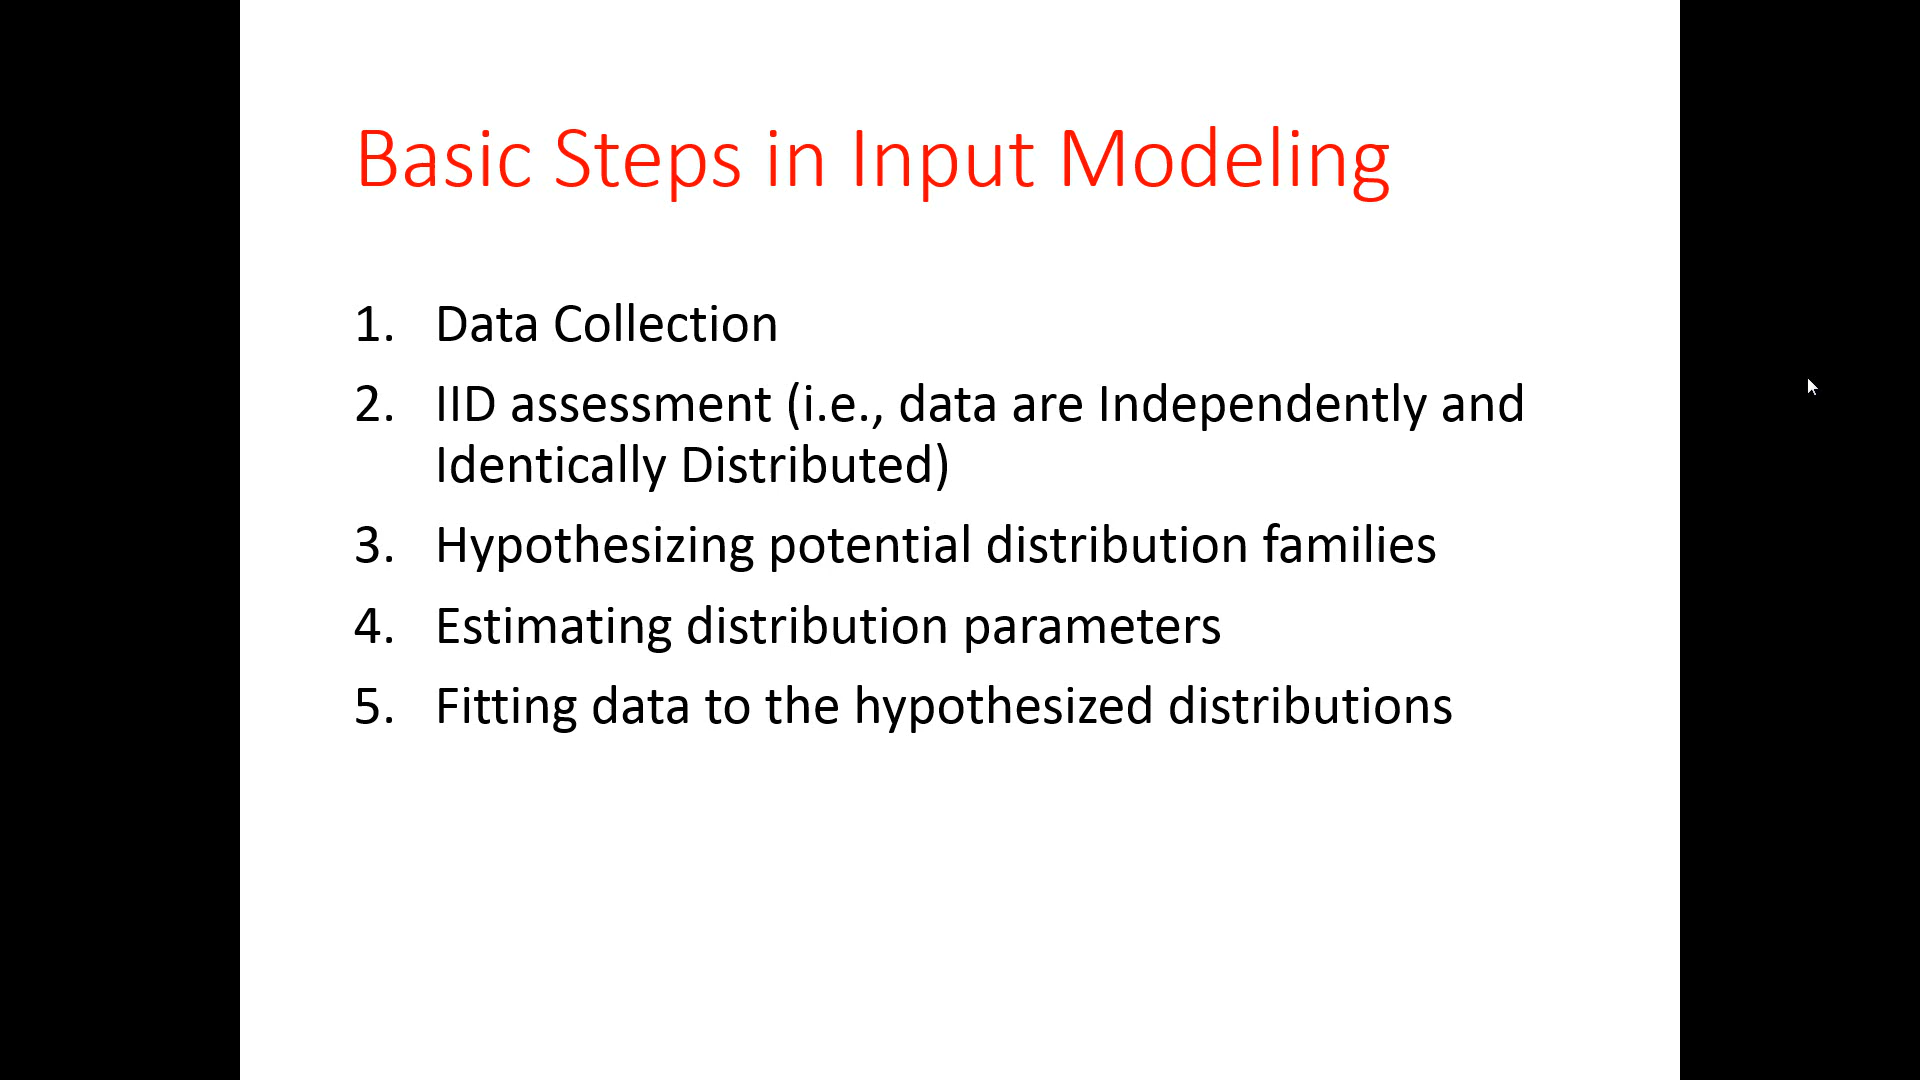 Basic Steps in Input Modeling
1. Data Collection
2. IID assessment (i.e., data are Independently and
Identically Distributed)
3. Hypothesizing potential distribution families
4. Estimating distribution parameters
5. Fitting data to the hypothesized distributions